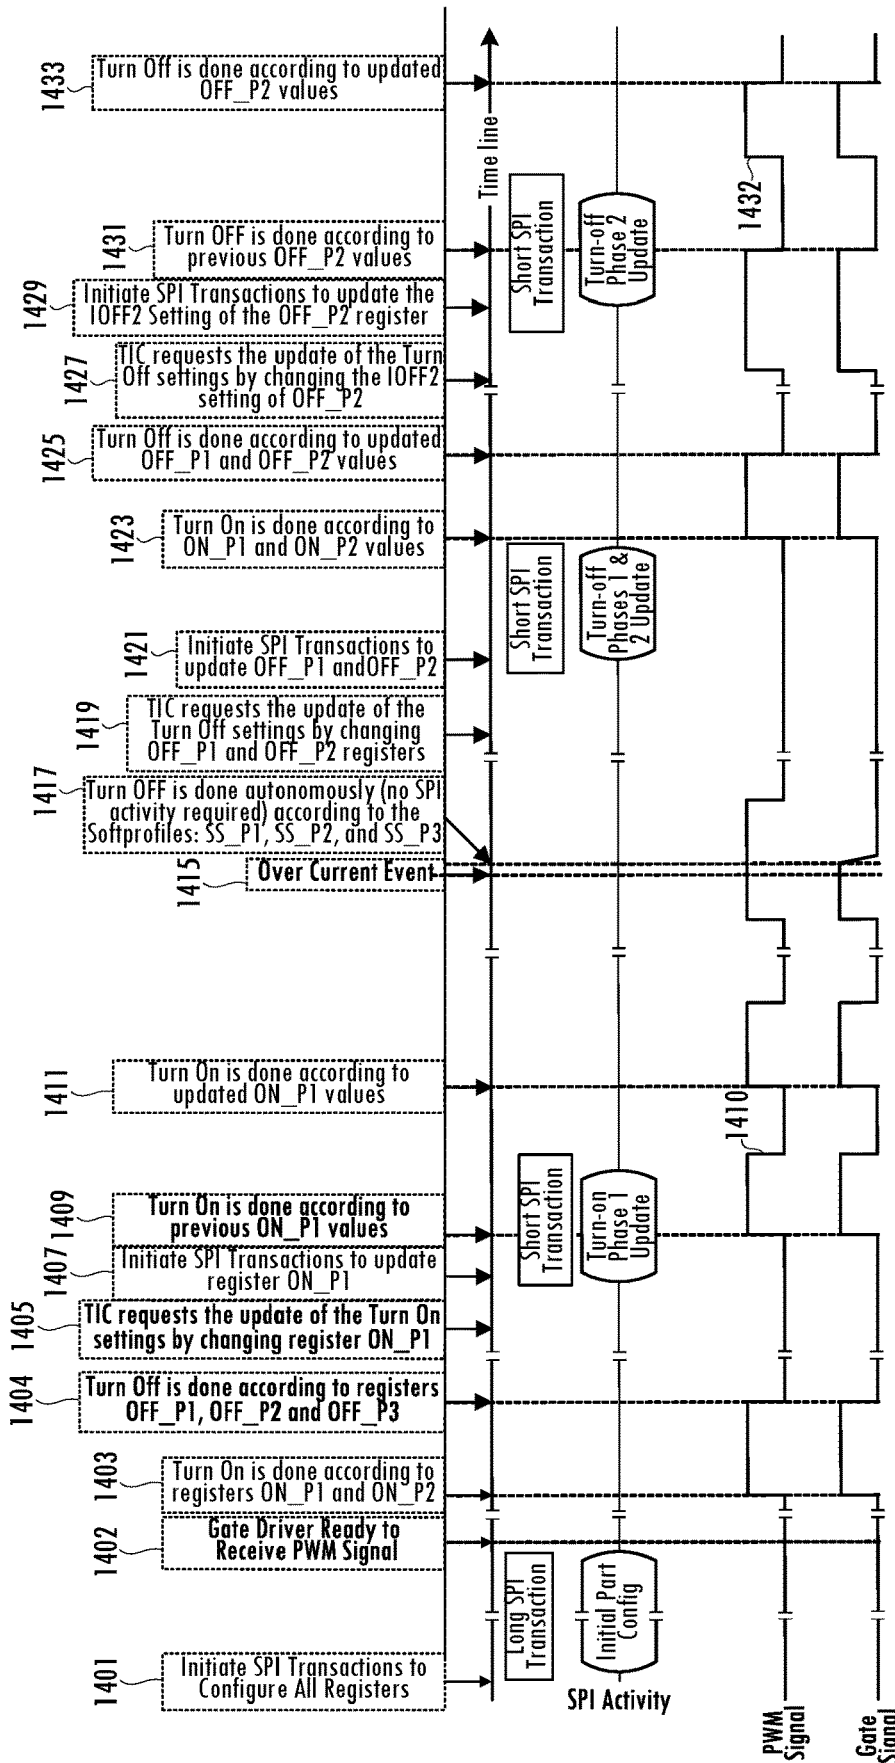 1433
Turn Off is done according to updated
OFF_P2 values
1431
Turn OFF is done according to
previous OFF_P2 values
1429
Initiate SPI Transactions to update the
IOFF2 Setting of the OFF_P2 register
1427
TIC requests the update of the Turn
Off settings by changing the IOFF2
setting of OFF_P2
1425
Turn Off is done according to updated
OFF_P1 and OFF_P2 values
1423
Turn On is done according to
ON_P1 and ON_P2 values
1421
Initiate SPI Transactions to
update OFF_P1 andOFF_P2
1419
TIC requests the update of the
Turn Off settings by changing
OFF_P1 and OFF_P2 registers
1417
Turn OFF is done autonomously (no SPI
activity required) according to the
Softprofiles: SS_P1, SS_P2, and SS_P3
1415
Over Current Event
1411
Turn On is done according to
updated ON_P1 values
1409
Turn On is done according to
previous ON_P1 values
1407
Initiate SPI Transactions to update
register ON_P1
1405
TIC requests the update of the Turn On
settings by changing register ON_P1
1404
Turn Off is done according to registers
OFF_P1, OFF_P2 and OFF_P3
1403
Turn On is done according to
registers ON_P1 and ON_P2
1402
Gate Driver Ready to
Receive PWM Signal
1401
Initiate SPI Transactions to
Configure All Registers
Time line
Short SPI
Transaction
Turn-off
Phase 2
Update
1432
Short SPI
Transaction
Turn-off
Phases 1 &
2 Update
Short SPI
Transaction
Turn-on
Phase 1
Update
1410
Long SPI
Transaction
Initial Part
Config
SPI Activity
PWM
Signal
Gate
Signal